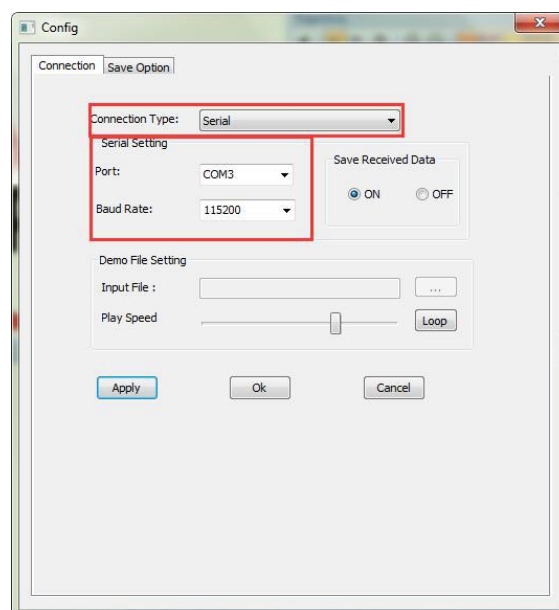 Config
Connection Save Option
Connection Type: Serial
Serial Setting
Port: COM3
Baud Rate: 115200
Save Received Data
ON OFF
Demo File Setting
Input File : ...
Play Speed Loop
Apply Ok Cancel